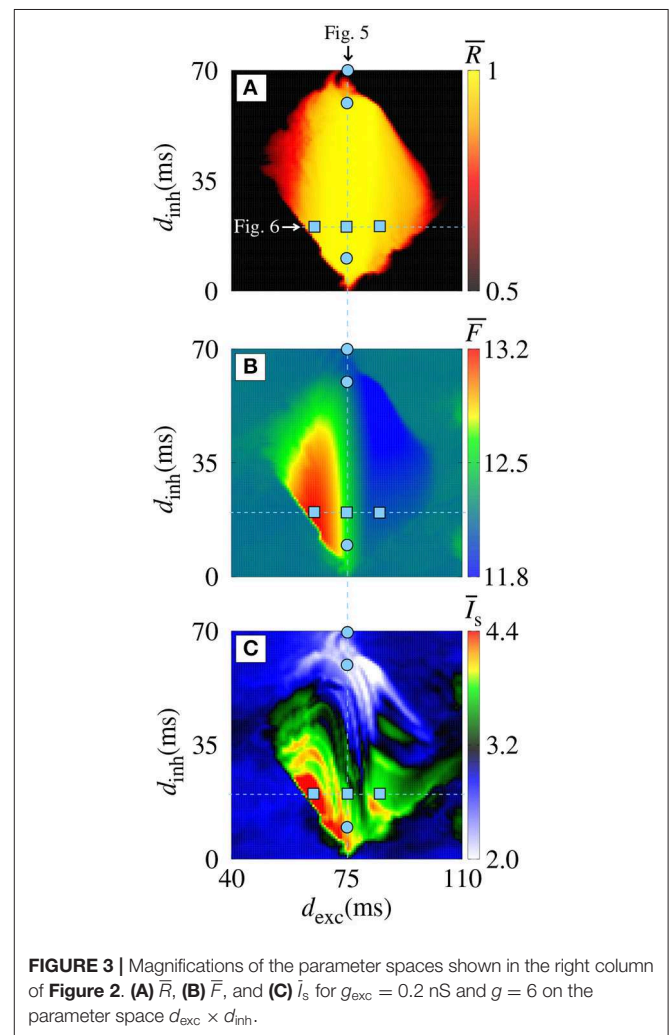 Fig. 5
R̅
70
A
1
d_inh(ms)
35
Fig. 6
0
0.5
F̅
70
B
13.2
d_inh(ms)
35
12.5
0
11.8
I̅_s
70
C
4.4
d_inh(ms)
35
3.2
0
2.0
40
75
110
d_exc(ms)
FIGURE 3 | Magnifications of the parameter spaces shown in the right column
of Figure 2. (A) R̅, (B) F̅, and (C) I̅_s for g_exc = 0.2 nS and g = 6 on the
parameter space d_exc × d_inh.